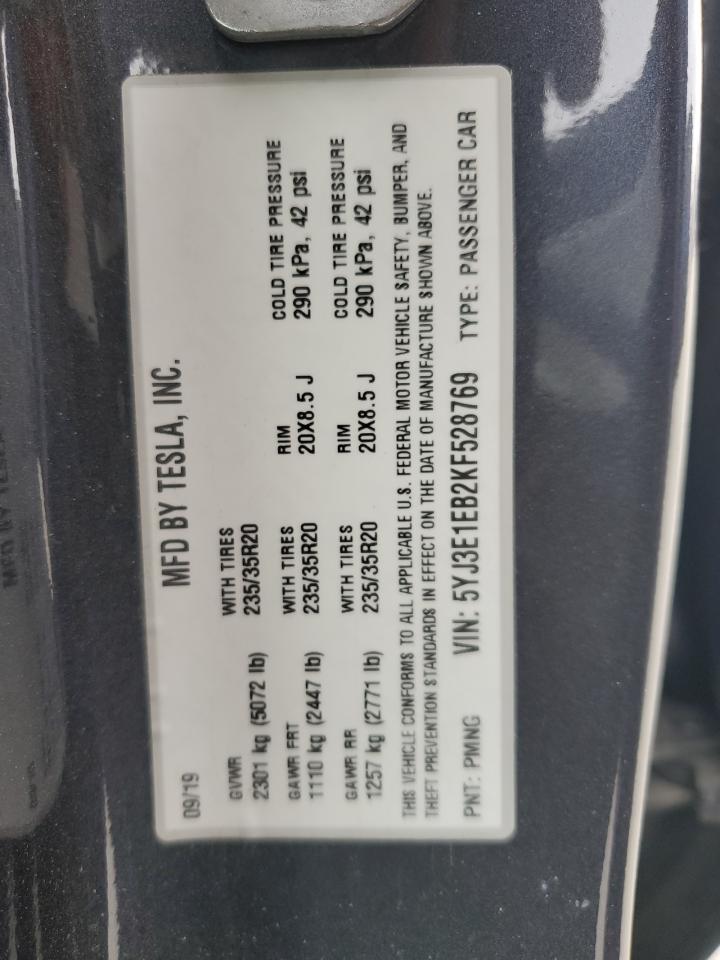 MFD BY TESLA, INC.
09/19
GVWR WITH TIRES
2301 kg (5072 lb) 235/35R20
GAWR FRT WITH TIRES RIM COLD TIRE PRESSURE
1110 kg (2447 lb) 235/35R20 20X8.5 J 290 kPa, 42 psi
GAWR RR WITH TIRES RIM COLD TIRE PRESSURE
1257 kg (2771 lb) 235/35R20 20X8.5 J 290 kPa, 42 psi
THIS VEHICLE CONFORMS TO ALL APPLICABLE U.S. FEDERAL MOTOR VEHICLE SAFETY, BUMPER, AND
THEFT PREVENTION STANDARDS IN EFFECT ON THE DATE OF MANUFACTURE SHOWN ABOVE.
PNT: PMNG VIN: 5YJ3E1EB2KF528769 TYPE: PASSENGER CAR